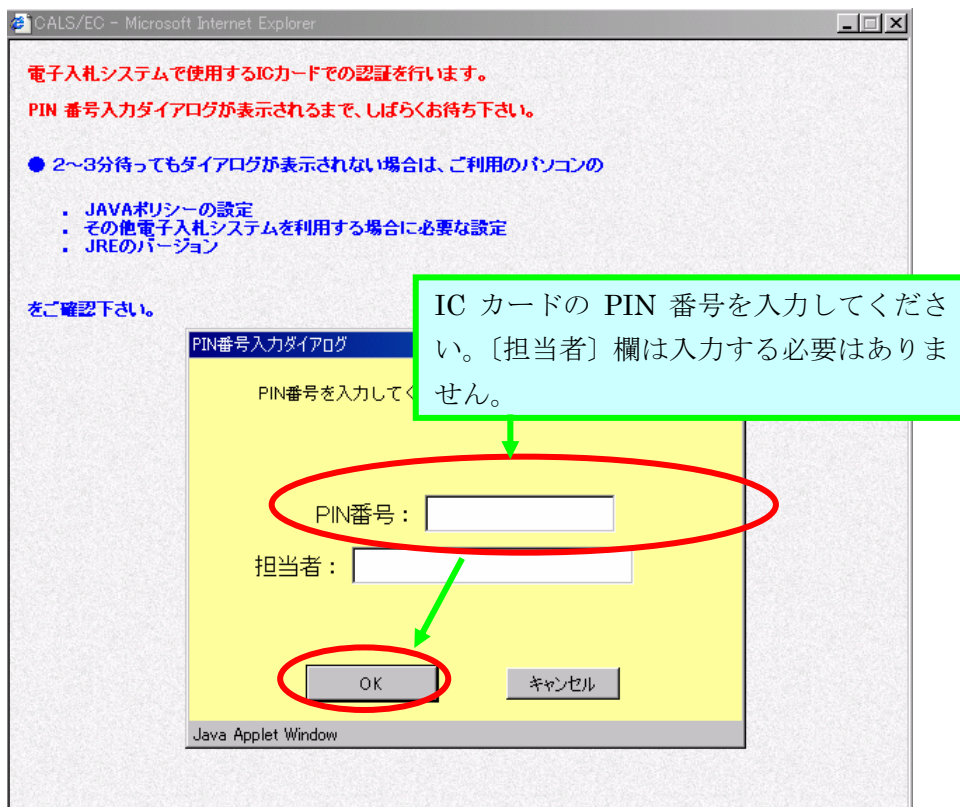 CALS/EC - Microsoft Internet Explorer
電子入札システムで使用するICカードでの認証を行います。
PIN 番号入力ダイアログが表示されるまで、しばらくお待ち下さい。
● 2～3分待ってもダイアログが表示されない場合は、ご利用のパソコンの
. JAVAポリシーの設定
. その他電子入札システムを利用する場合に必要な設定
. JREのバージョン
をご確認下さい。
IC カードの PIN 番号を入力してくださ
い。〔担当者〕欄は入力する必要はありま
せん。
PIN番号入力ダイアログ
PIN番号を入力してく
PIN番号：
担当者：
OK
キャンセル
Java Applet Window